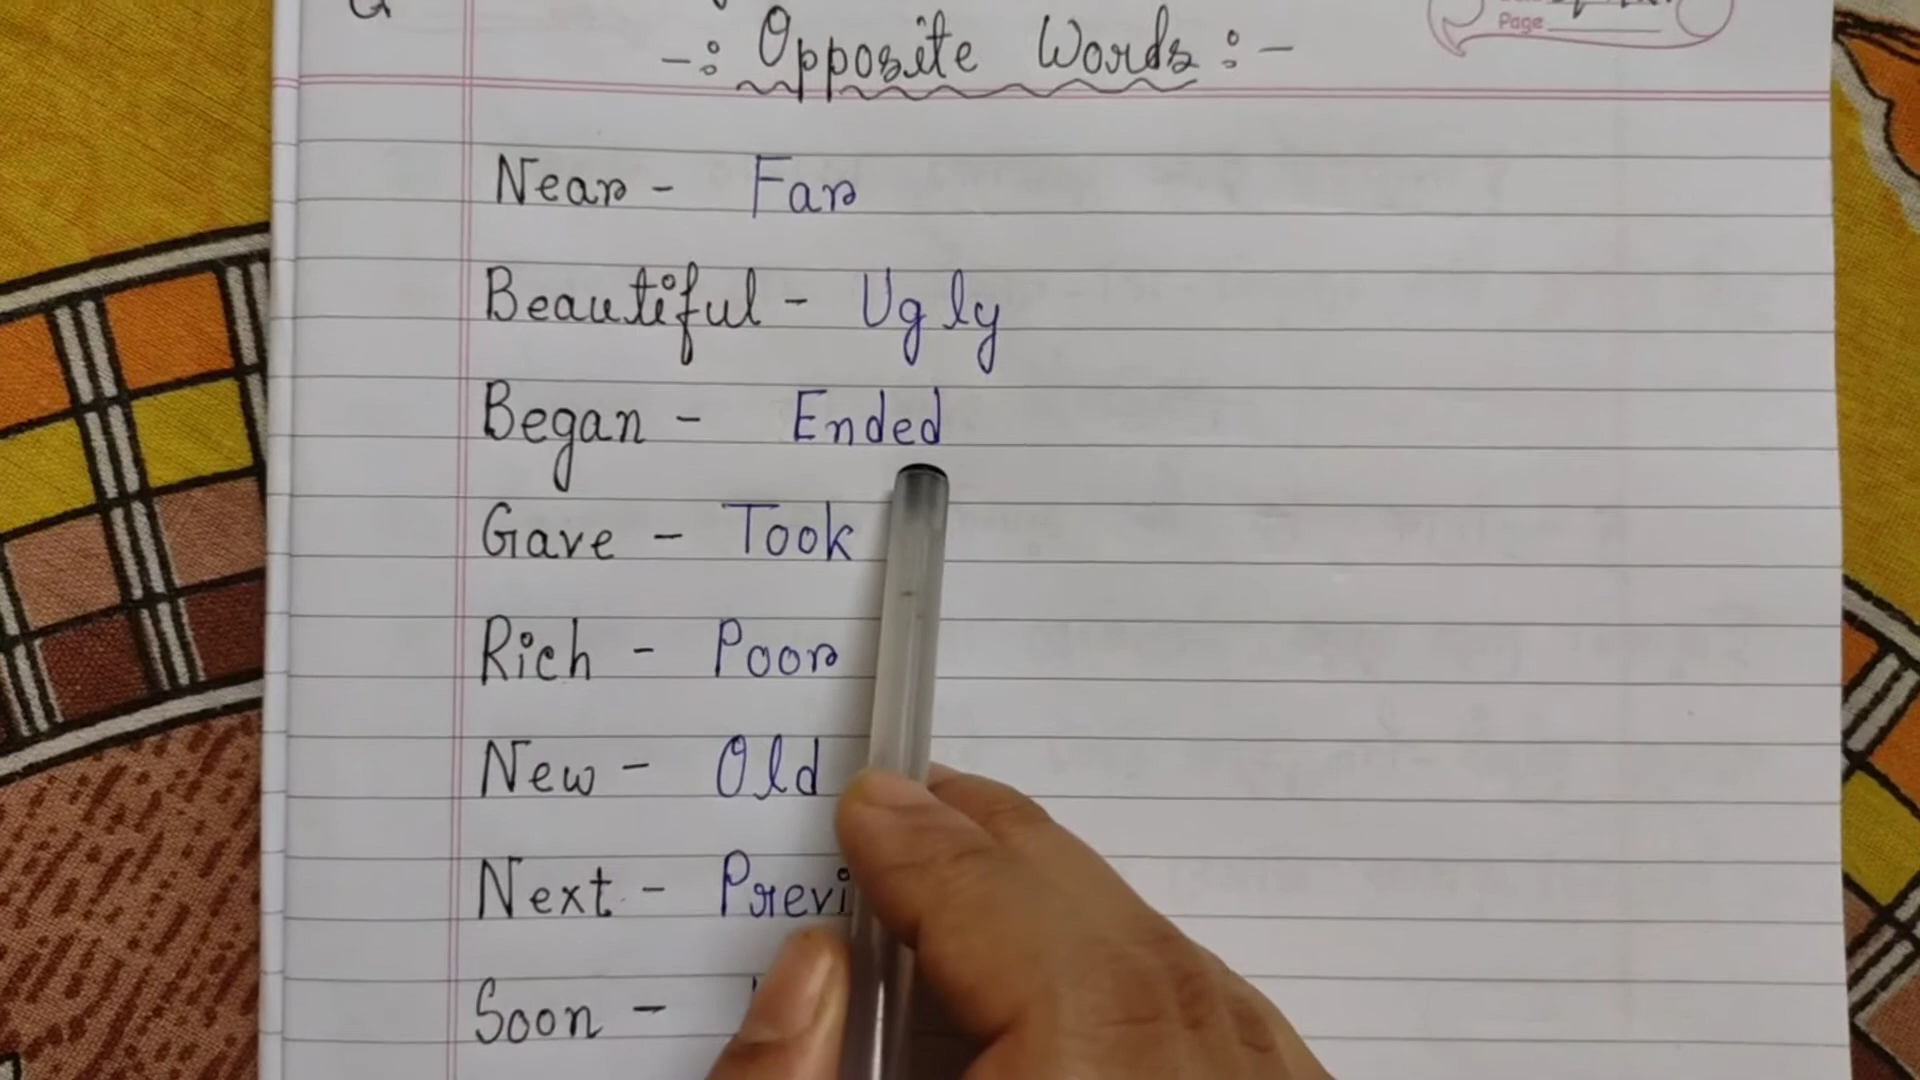 Page
-: Opposite Words :-
Near - Far
Beautiful - Ugly
Began - Ended
Gave - Took
Rich - Poor
New - Old
Next - Previ
Soon -